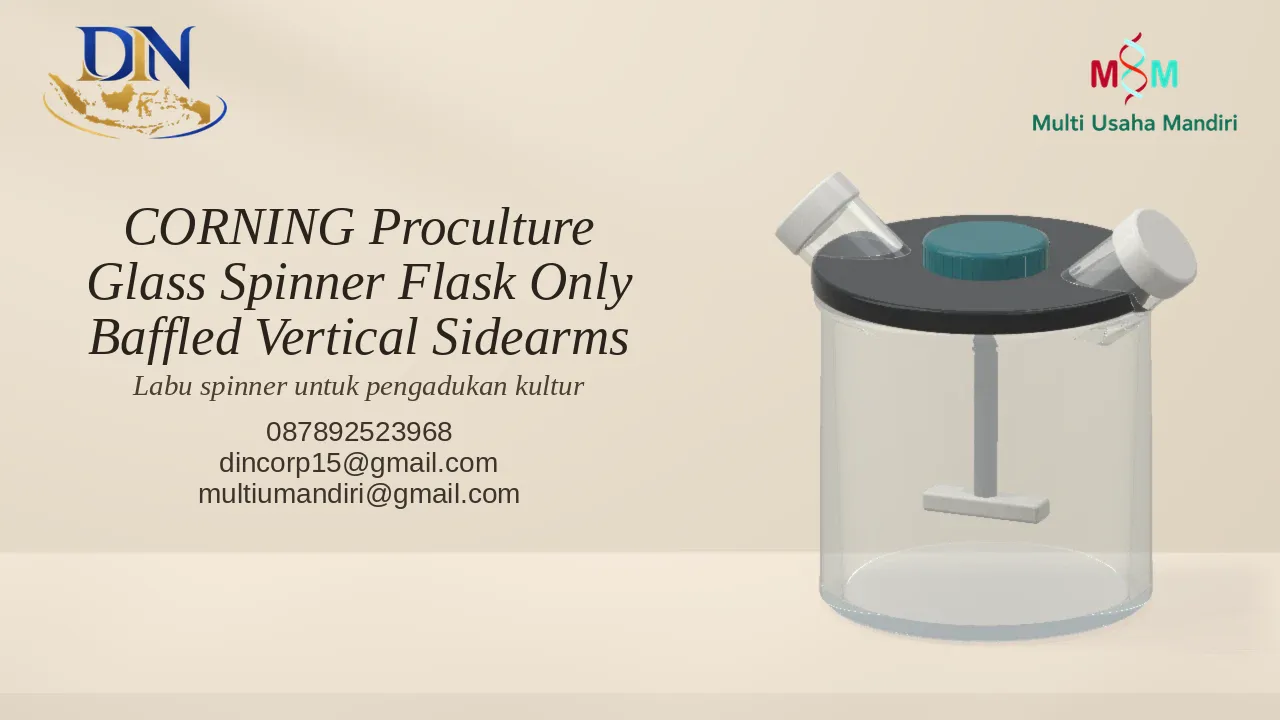 DIN
MSM
Multi Usaha Mandiri
CORNING Proculture
Glass Spinner Flask Only
Baffled Vertical Sidearms
Labu spinner untuk pengadukan kultur
087892523968
dincorp15@gmail.com
multiumandiri@gmail.com